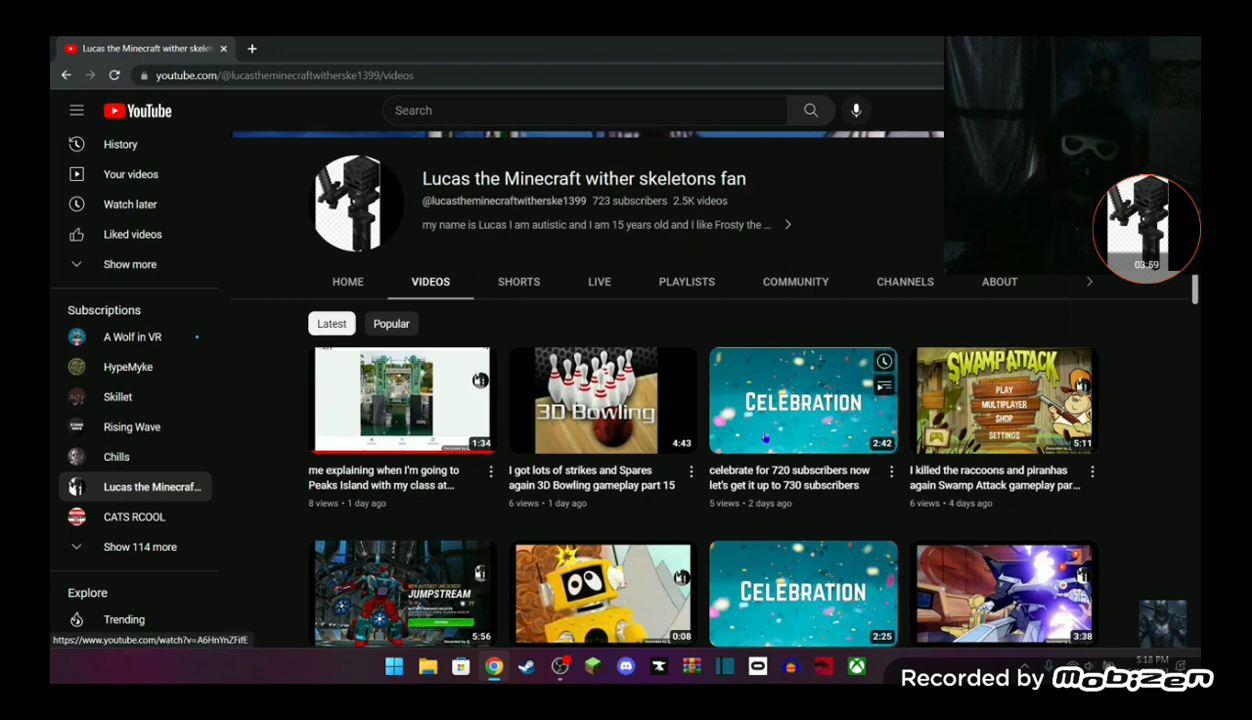 Lucas the Minecraft wither skelet
youtube.com/@lucastheminecraftwitherske1399/videos
YouTube
Search
History
Your videos
Watch later
Liked videos
Show more
Subscriptions
A Wolf in VR
HypeMyke
Skillet
Rising Wave
Chills
Lucas the Minecraf...
CATS RCOOL
Show 114 more
Explore
Trending
https://www.youtube.com/watch?v=A6HnYnZFifE
Lucas the Minecraft wither skeletons fan
@lucastheminecraftwitherske1399 723 subscribers 2.5K videos
my name is Lucas I am autistic and I am 15 years old and I like Frosty the ...
03:59
HOME VIDEOS SHORTS LIVE PLAYLISTS COMMUNITY CHANNELS ABOUT
Latest Popular
1:34
me explaining when I'm going to
Peaks Island with my class at...
8 views • 1 day ago
3D Bowling
4:43
I got lots of strikes and Spares
again 3D Bowling gameplay part 15
6 views • 1 day ago
CELEBRATION
2:42
celebrate for 720 subscribers now
let's get it up to 730 subscribers
5 views • 2 days ago
SWAMP ATTACK
PLAY
MULTIPLAYER
SHOP
SETTINGS
5:11
I killed the raccoons and piranhas
again Swamp Attack gameplay par...
6 views • 4 days ago
JUMPSTREAM
5:56
0:08
CELEBRATION
2:25
3:38
5:18 PM
Recorded by mobizen